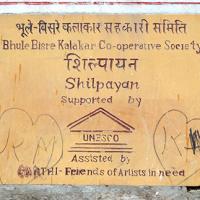 भूले-बिसरे कलाकार सहकारी समिति
Bhule Bisre Kalakar Co-operative Society
शिल्पायन
Shilpayan
Supported by
UNESCO
Assisted by
- Friends of Artists in need